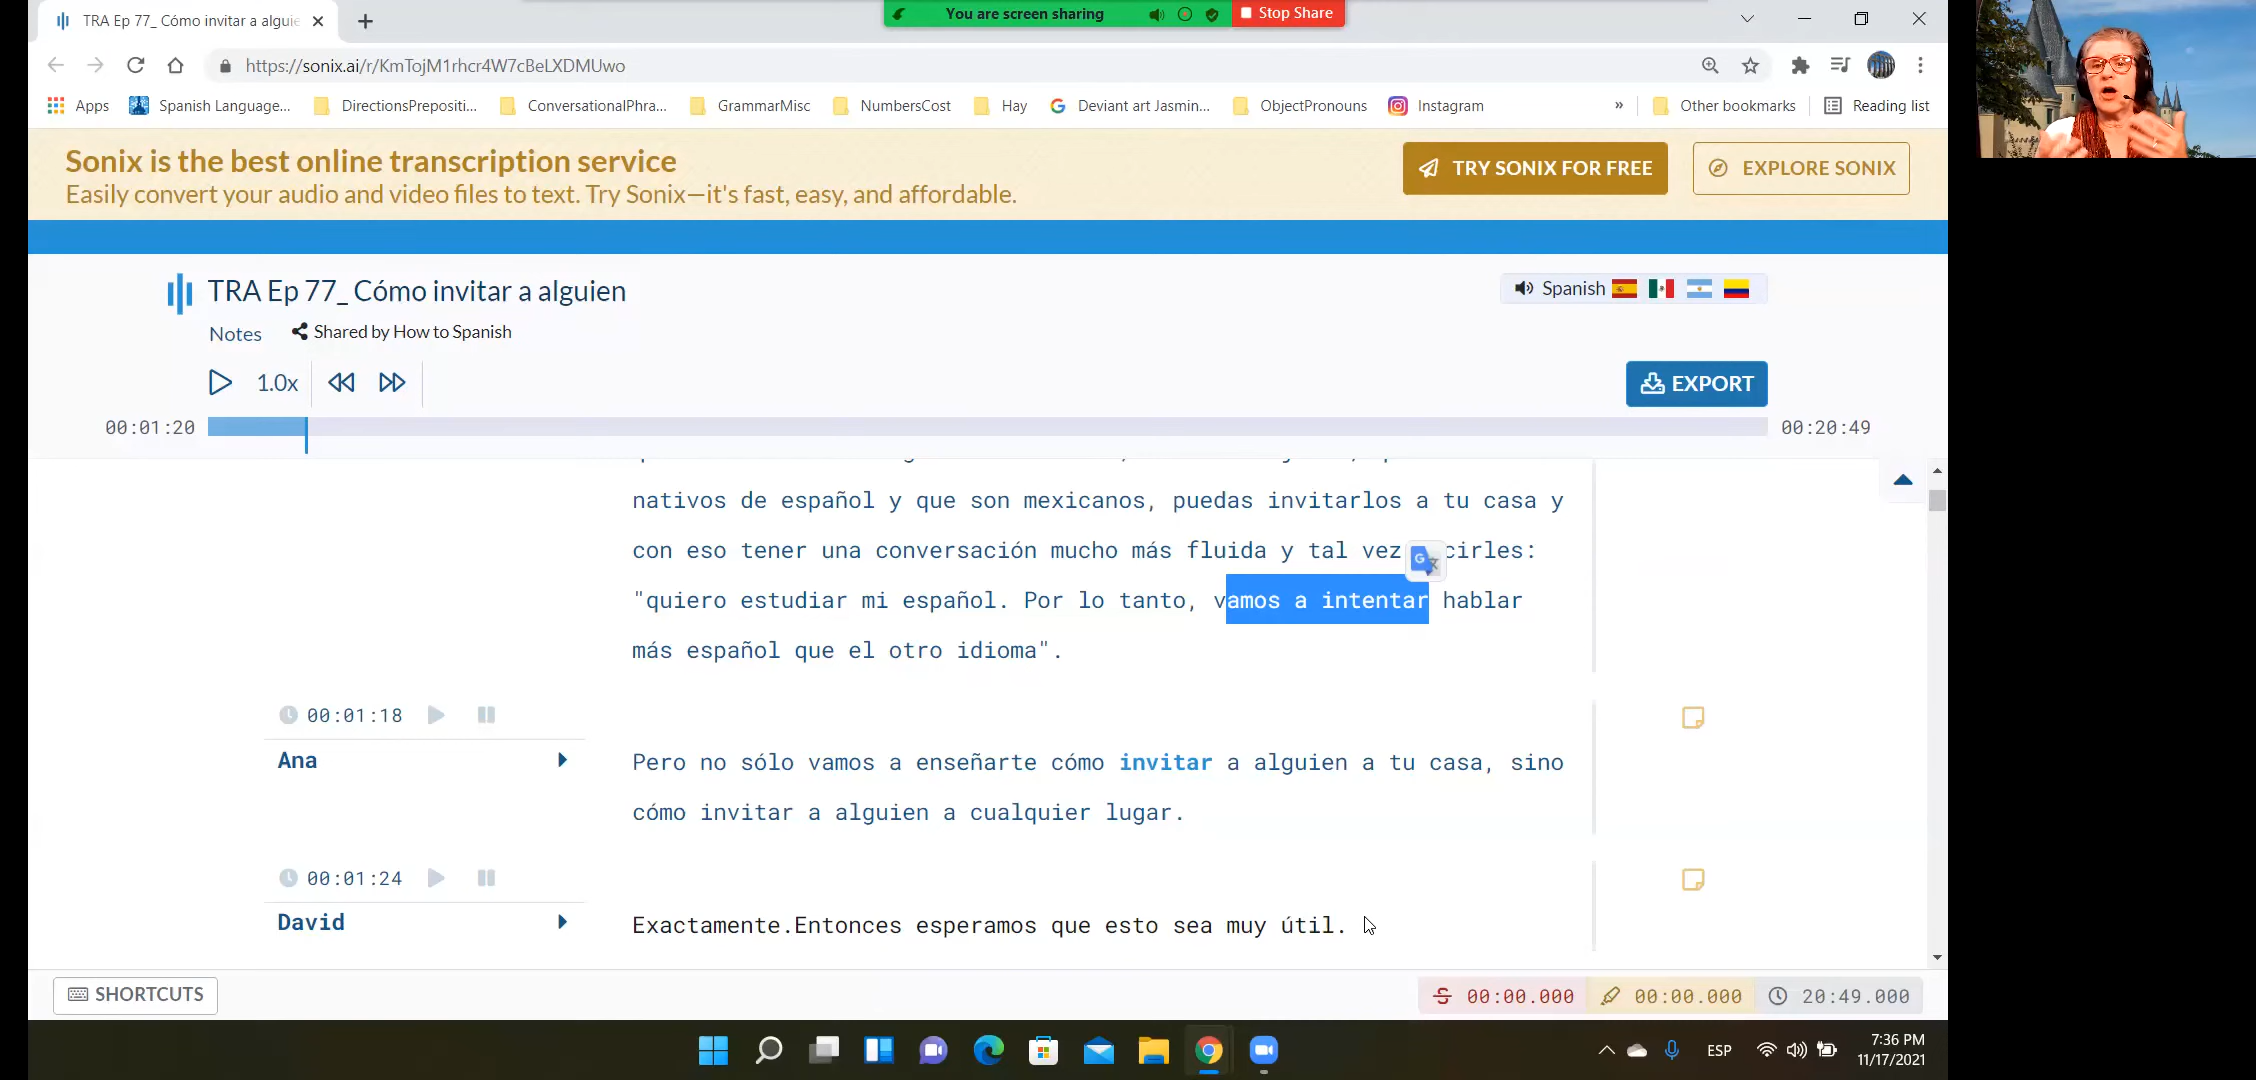 TRA Ep 77_ Cómo invitar a alguie
You are screen sharing
Stop Share
https://sonix.ai/r/KmTojM1rhcr4W7cBeLXDMUwo
Apps
Spanish Language...
DirectionsPrepositi...
ConversationalPhra...
GrammarMisc
NumbersCost
Hay
Deviant art Jasmin...
ObjectPronouns
Instagram
»
Other bookmarks
Reading list
Sonix is the best online transcription service
Easily convert your audio and video files to text. Try Sonix—it's fast, easy, and affordable.
TRY SONIX FOR FREE
EXPLORE SONIX
TRA Ep 77_ Cómo invitar a alguien
Spanish
Notes
Shared by How to Spanish
1.0x
EXPORT
00:01:20
00:20:49
nativos de español y que son mexicanos, puedas invitarlos a tu casa y
con eso tener una conversación mucho más fluida y tal vez cirles:
"quiero estudiar mi español. Por lo tanto, vamos a intentar hablar
más español que el otro idioma".
00:01:18
Ana
Pero no sólo vamos a enseñarte cómo invitar a alguien a tu casa, sino
cómo invitar a alguien a cualquier lugar.
00:01:24
David
Exactamente.Entonces esperamos que esto sea muy útil.
SHORTCUTS
00:00.000
00:00.000
20:49.000
ESP
7:36 PM
11/17/2021